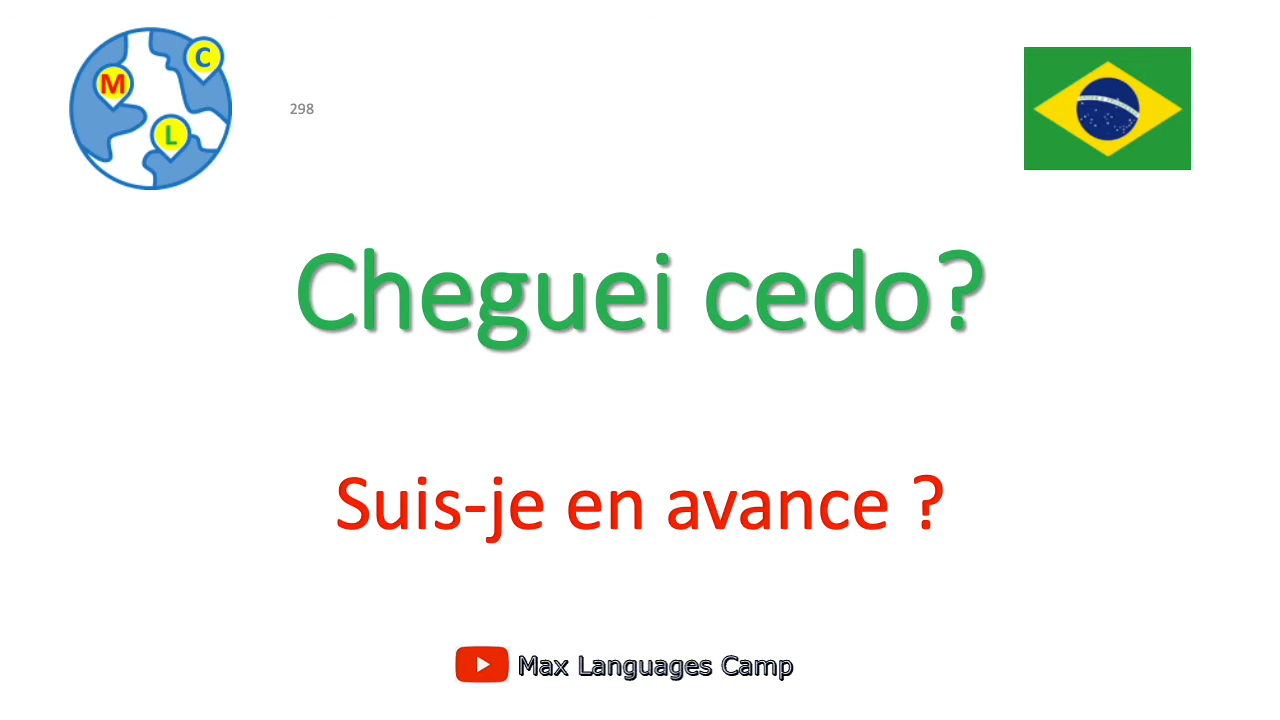 C
M
L
298
Cheguei cedo?
Suis-je en avance ?
Max Languages Camp